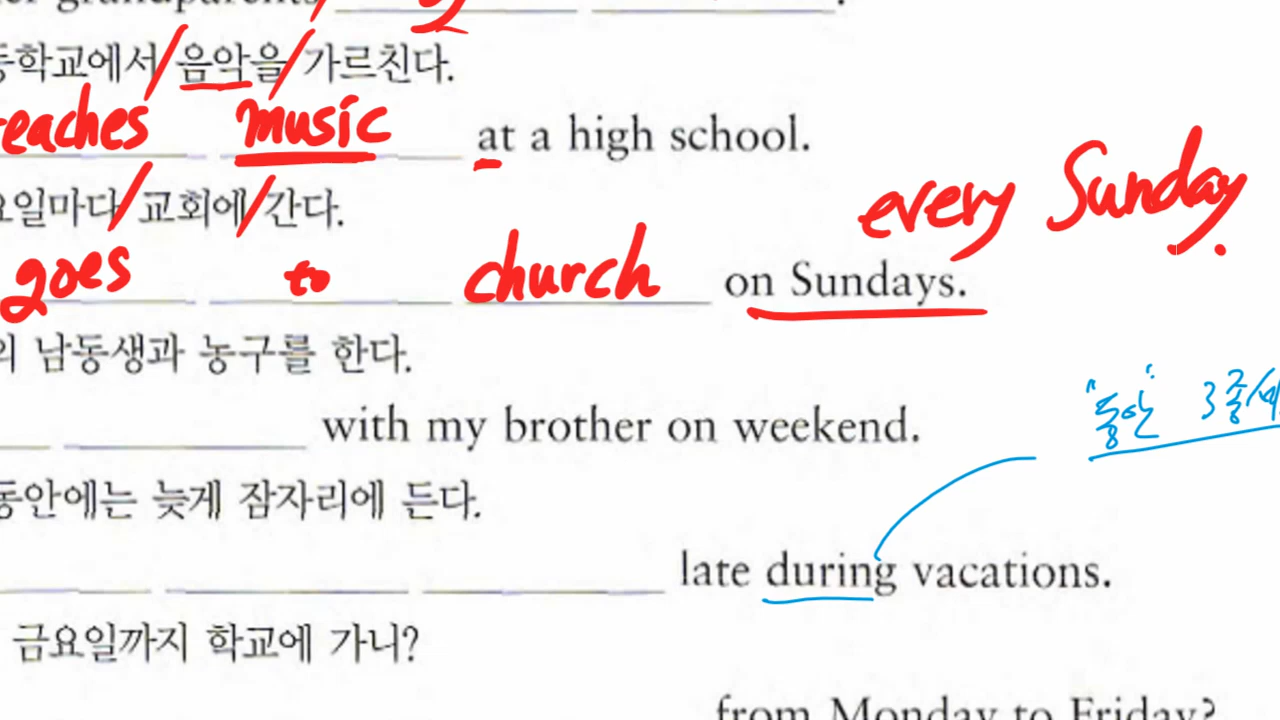 grandparents
등학교에서/음악을/가르친다.
teaches music at a high school.
요일마다/교회에/간다.
every Sunday.
goes to church on Sundays.
의 남동생과 농구를 한다.
"동안" 3종세
with my brother on weekend.
동안에는 늦게 잠자리에 든다.
late during vacations.
금요일까지 학교에 가니?
from Monday to Friday?